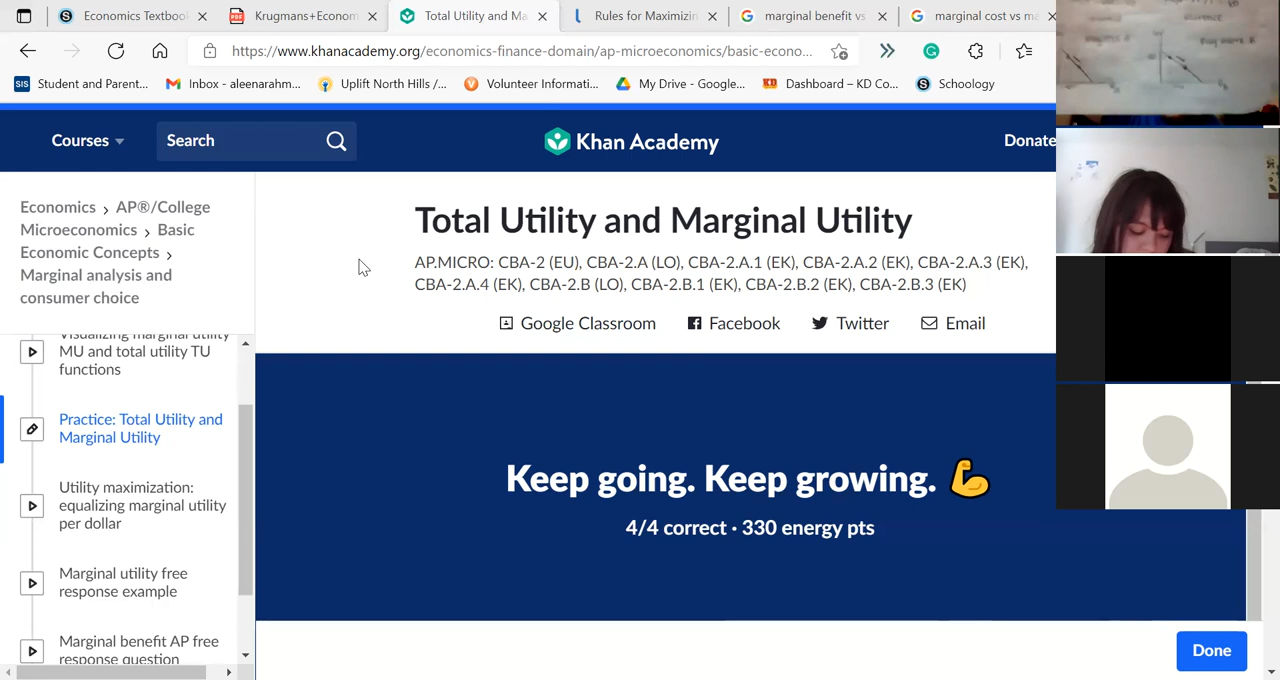 Economics Textboo
Krugmans+Econom
Total Utility and Ma
Rules for Maximizin
marginal benefit vs
marginal cost vs ma
https://www.khanacademy.org/economics-finance-domain/ap-microeconomics/basic-econo...
SIS
Student and Parent...
Inbox - aleenarahm...
Uplift North Hills /...
Volunteer Informati...
My Drive - Google...
KD
Dashboard – KD Co...
Schoology
Courses
Search
Khan Academy
Donate
Economics › AP®/College
Microeconomics › Basic
Economic Concepts ›
Marginal analysis and
consumer choice
Visualizing marginal utility
MU and total utility TU
functions
Practice: Total Utility and
Marginal Utility
Utility maximization:
equalizing marginal utility
per dollar
Marginal utility free
response example
Marginal benefit AP free
response question
Total Utility and Marginal Utility
AP.MICRO: CBA-2 (EU), CBA-2.A (LO), CBA-2.A.1 (EK), CBA-2.A.2 (EK), CBA-2.A.3 (EK),
CBA-2.A.4 (EK), CBA-2.B (LO), CBA-2.B.1 (EK), CBA-2.B.2 (EK), CBA-2.B.3 (EK)
Google Classroom
Facebook
Twitter
Email
Keep going. Keep growing. 💪
4/4 correct · 330 energy pts
Done